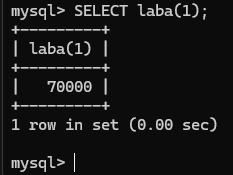 mysql> SELECT laba(1);
+---------+
| laba(1) |
+---------+
|   70000 |
+---------+
1 row in set (0.00 sec)
mysql>